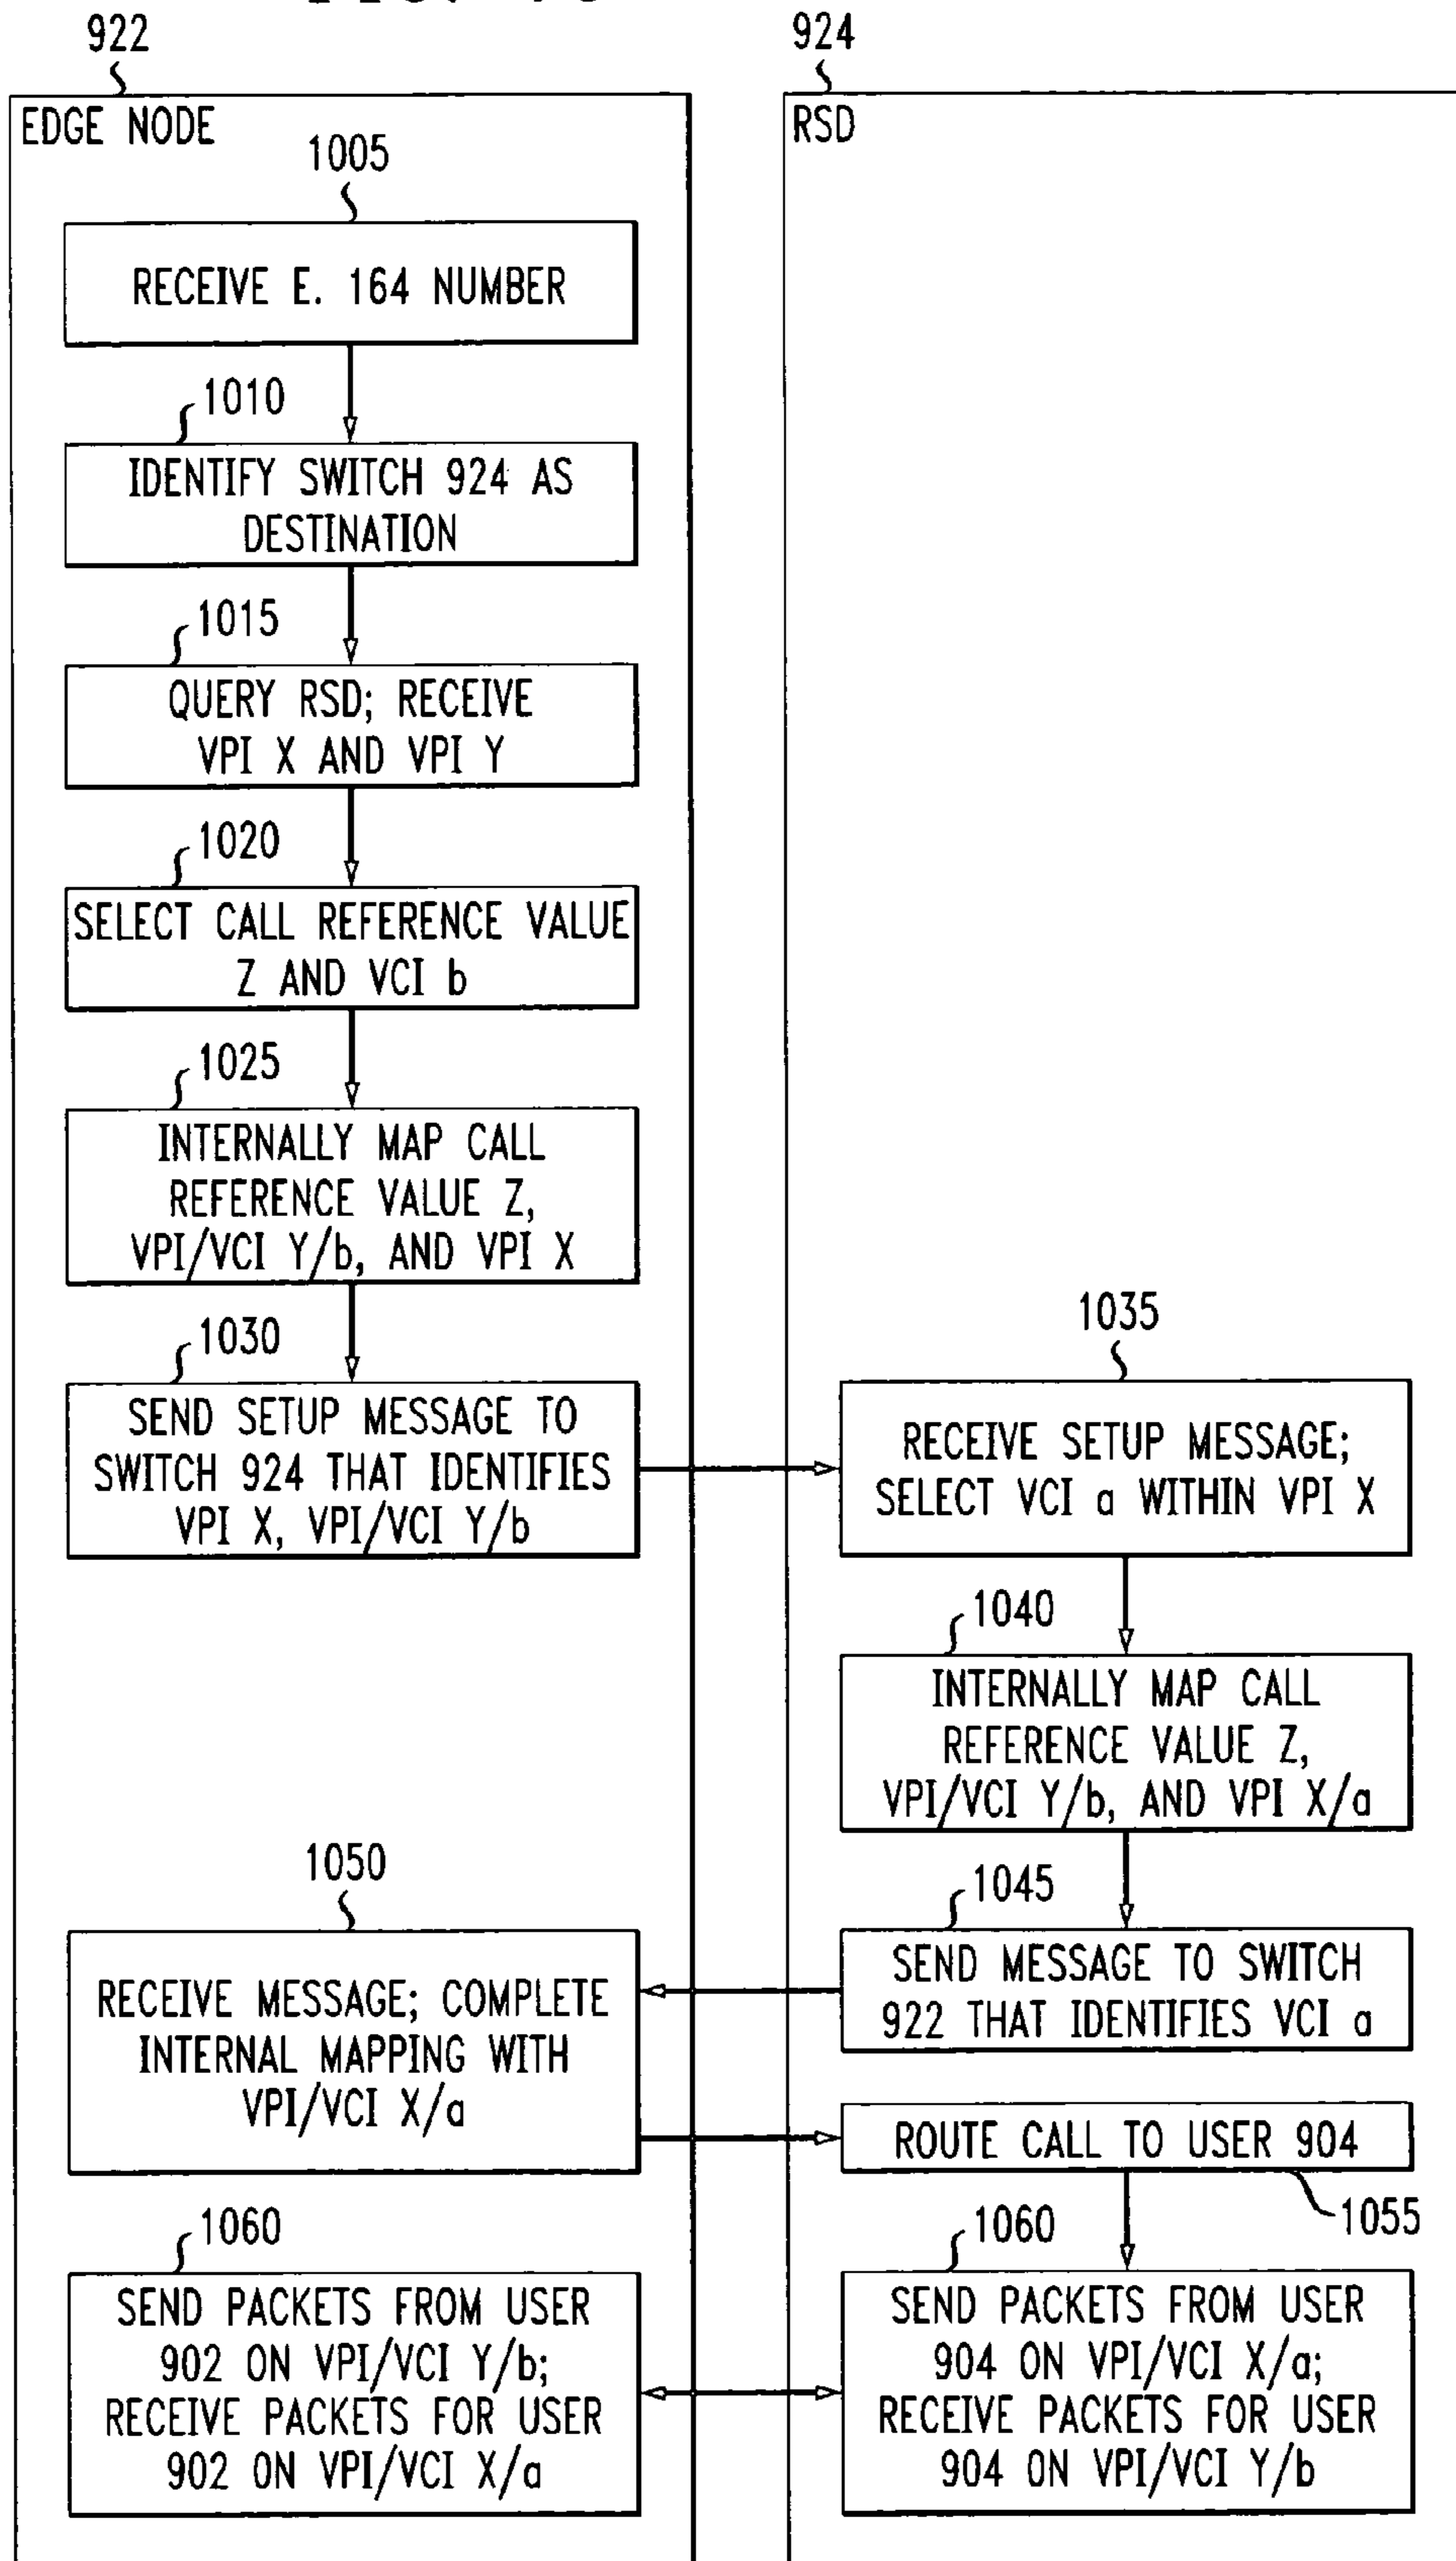 922
EDGE NODE
1005
RECEIVE E. 164 NUMBER
1010
IDENTIFY SWITCH 924 AS
DESTINATION
1015
QUERY RSD; RECEIVE
VPI X AND VPI Y
1020
SELECT CALL REFERENCE VALUE
Z AND VCI b
1025
INTERNALLY MAP CALL
REFERENCE VALUE Z,
VPI/VCI Y/b, AND VPI X
1030
SEND SETUP MESSAGE TO
SWITCH 924 THAT IDENTIFIES
VPI X, VPI/VCI Y/b
924
RSD
1035
RECEIVE SETUP MESSAGE;
SELECT VCI a WITHIN VPI X
1040
INTERNALLY MAP CALL
REFERENCE VALUE Z,
VPI/VCI Y/b, AND VPI X/a
1045
SEND MESSAGE TO SWITCH
922 THAT IDENTIFIES VCI a
1050
RECEIVE MESSAGE; COMPLETE
INTERNAL MAPPING WITH
VPI/VCI X/a
ROUTE CALL TO USER 904
1055
1060
SEND PACKETS FROM USER
902 ON VPI/VCI Y/b;
RECEIVE PACKETS FOR USER
902 ON VPI/VCI X/a
1060
SEND PACKETS FROM USER
904 ON VPI/VCI X/a;
RECEIVE PACKETS FOR USER
904 ON VPI/VCI Y/b